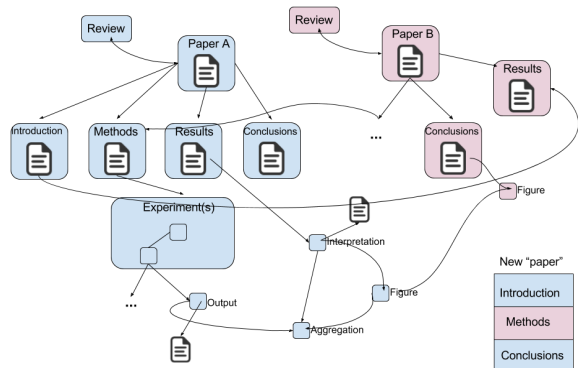 Review
Paper A
Review
Paper B
Results
Introduction
Methods
Results
Conclusions
...
Conclusions
Figure
Experiment(s)
Interpretation
...
Output
Figure
Aggregation
New “paper”
Introduction
Methods
Conclusions